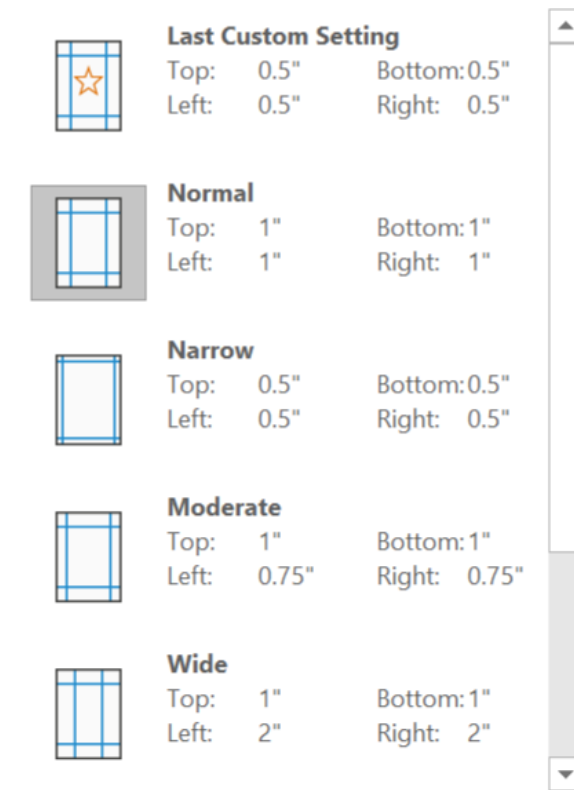 Last Custom Setting
Top: 0.5" Bottom: 0.5"
Left: 0.5" Right: 0.5"
Normal
Top: 1" Bottom: 1"
Left: 1" Right: 1"
Narrow
Top: 0.5" Bottom: 0.5"
Left: 0.5" Right: 0.5"
Moderate
Top: 1" Bottom: 1"
Left: 0.75" Right: 0.75"
Wide
Top: 1" Bottom: 1"
Left: 2" Right: 2"